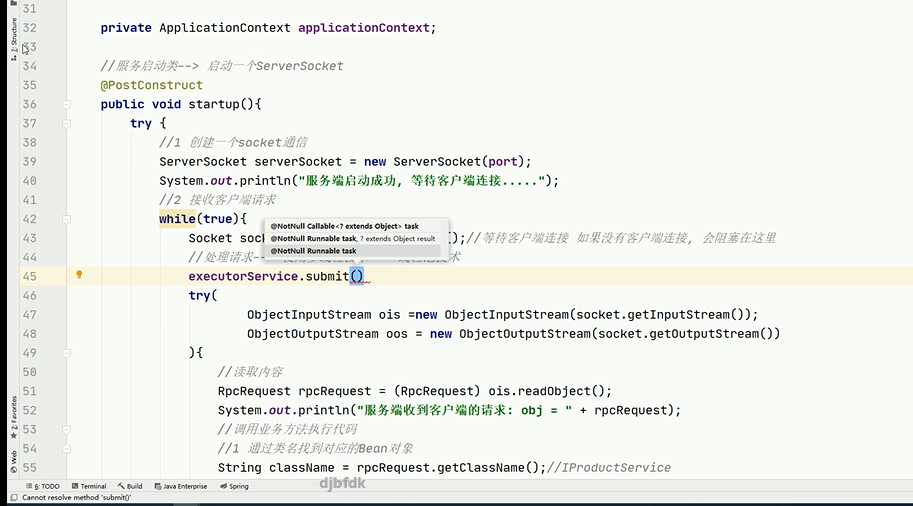 31
32 private ApplicationContext applicationContext;
33
34 //服务启动类--> 启动一个ServerSocket
35 @PostConstruct
36 public void startup(){
37 try {
38 //1 创建一个socket通信
39 ServerSocket serverSocket = new ServerSocket(port);
40 System.out.println("服务端启动成功, 等待客户端连接.....");
41 //2 接收客户端请求
42 while(true){
@NotNull Callable<? extends Object> task
@NotNull Runnable task, ? extends Object result
@NotNull Runnable task
43 Socket soc ();//等待客户端连接 如果没有客户端连接, 会阻塞在这里
44 //处理请求-- 技术
45 executorService.submit()
46 try(
47 ObjectInputStream ois =new ObjectInputStream(socket.getInputStream());
48 ObjectOutputStream oos = new ObjectOutputStream(socket.getOutputStream())
49 ){
50 //读取内容
51 RpcRequest rpcRequest = (RpcRequest) ois.readObject();
52 System.out.println("服务端收到客户端的请求: obj = " + rpcRequest);
53 //调用业务方法执行代码
54 //1 通过类名找到对应的Bean对象
55 String className = rpcRequest.getClassName();//IProductService
Z: Structure
2: Favorites
Web
6: TODO Terminal Build Java Enterprise Spring
djbfdk
Cannot resolve method 'submit()'